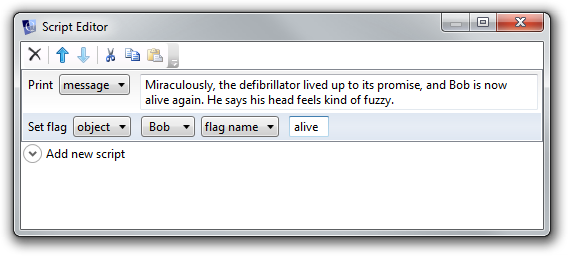 Script Editor
Print message Miraculously, the defibrillator lived up to its promise, and Bob is now
alive again. He says his head feels kind of fuzzy.
Set flag object Bob flag name alive
Add new script